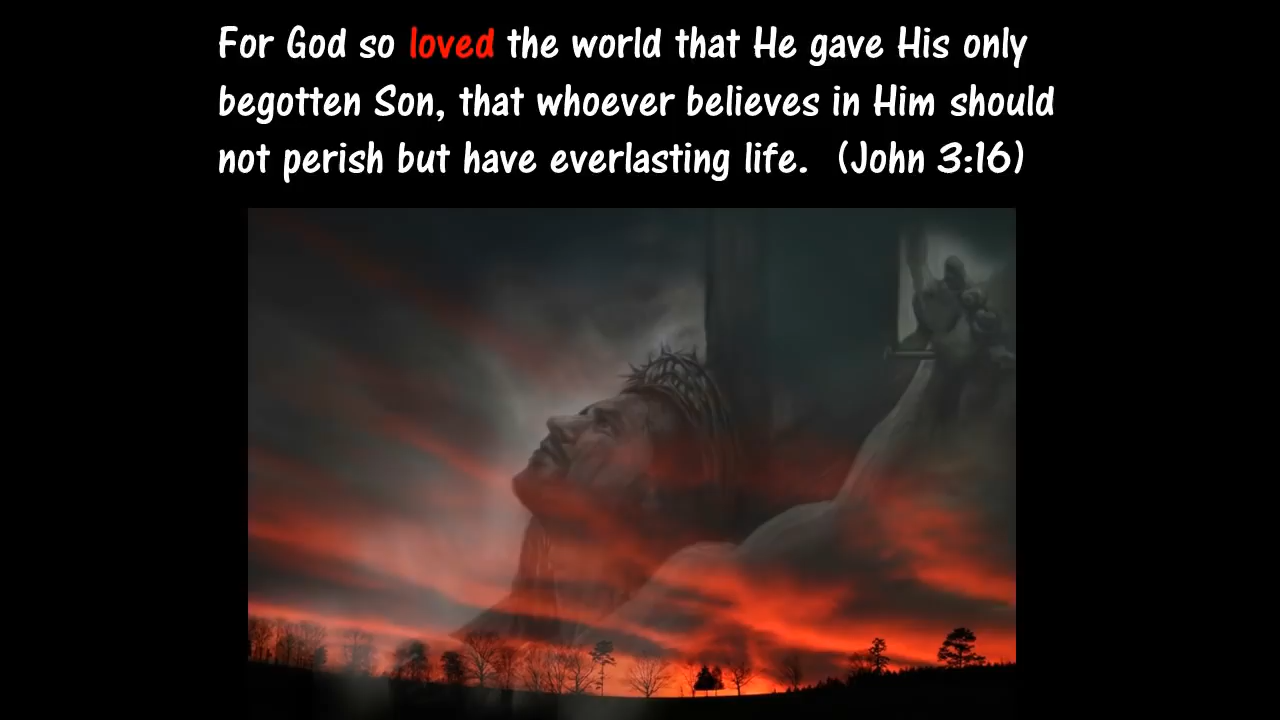 For God so loved the world that He gave His only
begotten Son, that whoever believes in Him should
not perish but have everlasting life.  (John 3:16)